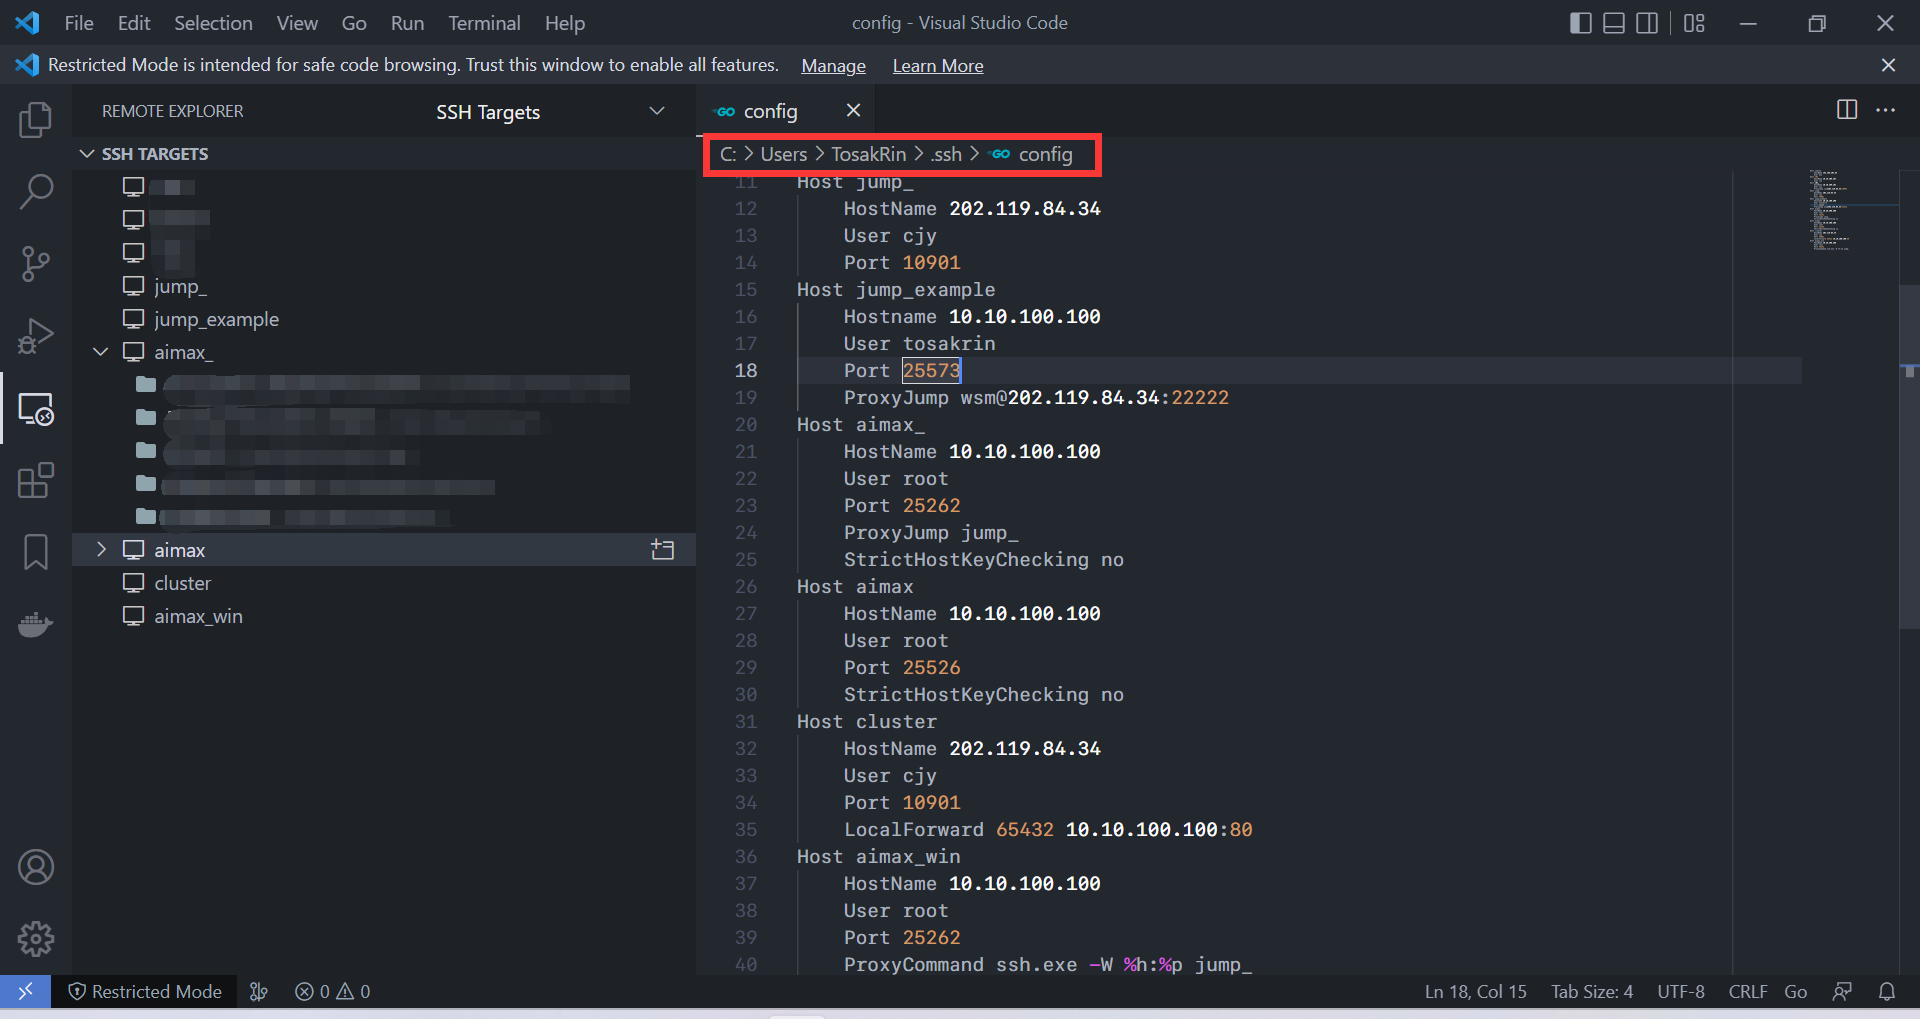 File Edit Selection View Go Run Terminal Help config - Visual Studio Code
Restricted Mode is intended for safe code browsing. Trust this window to enable all features. Manage Learn More
REMOTE EXPLORER SSH Targets
SSH TARGETS
jump_
jump_example
aimax_
aimax
cluster
aimax_win
GO config
C: > Users > TosakRin > .ssh > GO config
11 Host jump_
12 HostName 202.119.84.34
13 User cjy
14 Port 10901
15 Host jump_example
16 Hostname 10.10.100.100
17 User tosakrin
18 Port 25573
19 ProxyJump wsm@202.119.84.34:22222
20 Host aimax_
21 HostName 10.10.100.100
22 User root
23 Port 25262
24 ProxyJump jump_
25 StrictHostKeyChecking no
26 Host aimax
27 HostName 10.10.100.100
28 User root
29 Port 25526
30 StrictHostKeyChecking no
31 Host cluster
32 HostName 202.119.84.34
33 User cjy
34 Port 10901
35 LocalForward 65432 10.10.100.100:80
36 Host aimax_win
37 HostName 10.10.100.100
38 User root
39 Port 25262
40 ProxyCommand ssh.exe -W %h:%p jump_
Restricted Mode 0 0 Ln 18, Col 15 Tab Size: 4 UTF-8 CRLF Go